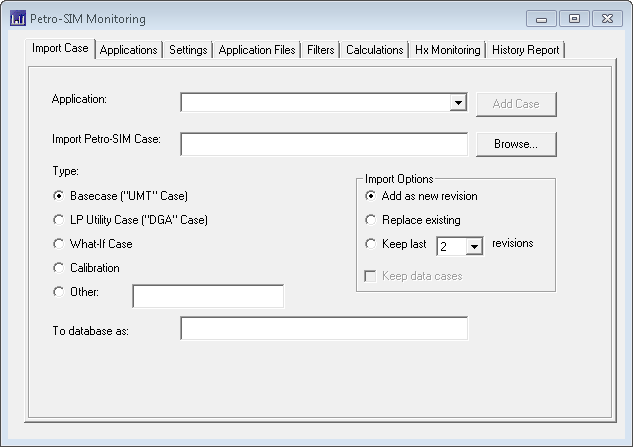 Petro-SIM Monitoring
Import Case Applications Settings Application Files Filters Calculations Hx Monitoring History Report
Application: Add Case
Import Petro-SIM Case: Browse...
Type:
Import Options
Basecase ("UMT" Case) Add as new revision
LP Utility Case ("DGA" Case) Replace existing
What-If Case Keep last 2 revisions
Calibration Keep data cases
Other:
To database as: